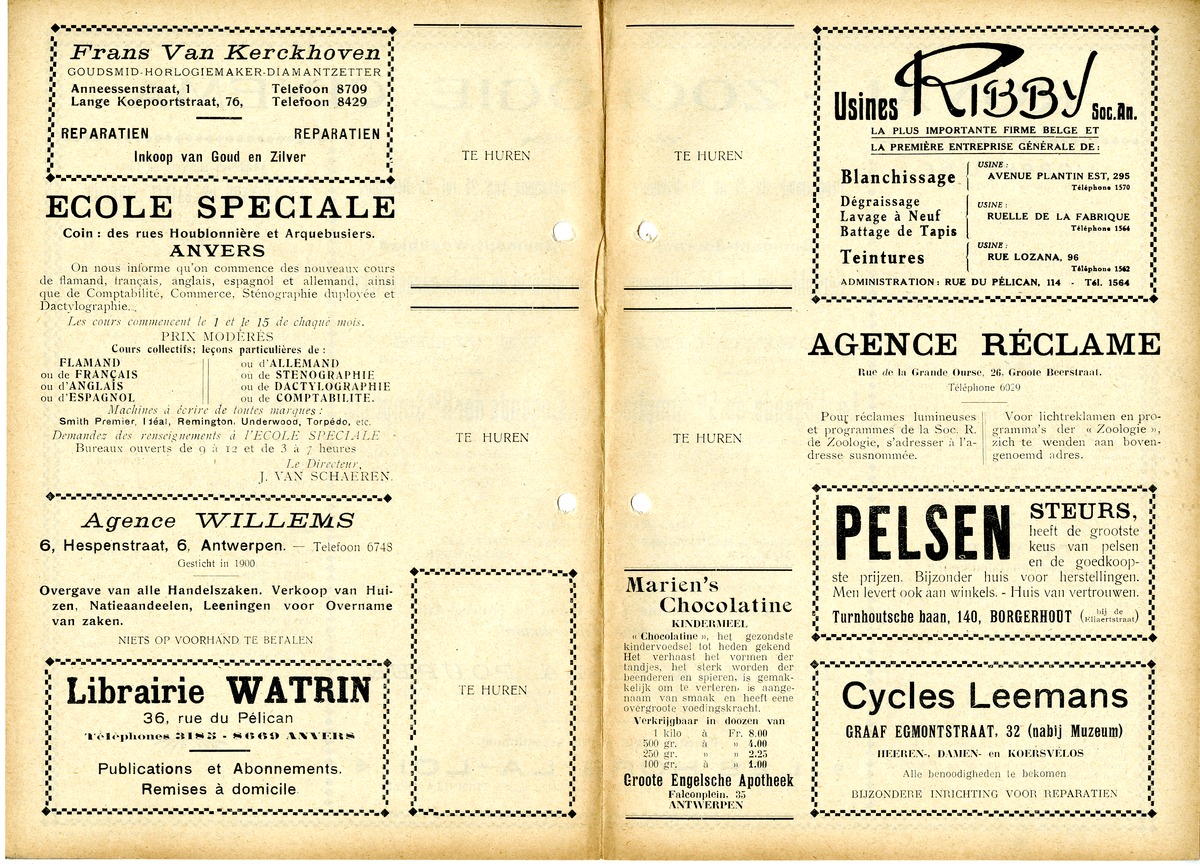 Frans Van Kerckhoven
GOUDSMID-HORLOGIEMAKER-DIAMANTZETTER
Anneessenstraat, 1 Telefoon 8709
Lange Koepoortstraat, 76, Telefoon 8429
REPARATIEN REPARATIEN
Inkoop van Goud en Zilver
ECOLE SPECIALE
Coin : des rues Houblonnière et Arquebusiers.
ANVERS
On nous informe qu'on commence des nouveaux cours
de flamand, français, anglais, espagnol et allemand, ainsi
que de Comptabilité, Commerce, Sténographie duployée et
Dactylographie.
Les cours commencent le 1 et le 15 de chaque mois.
PRIX MODÉRÉS
Cours collectifs; leçons particulières de :
FLAMAND ou d'ALLEMAND
ou de FRANÇAIS ou de STENOGRAPHIE
ou d'ANGLAIS ou de DACTYLOGRAPHIE
ou d'ESPAGNOL ou de COMPTABILITE.
Machines à écrire de toutes marques :
Smith Premier, Idéal, Remington, Underwood, Torpédo, etc.
Demandez des renseignements à l'ECOLE SPECIALE
Bureaux ouverts de 9 à 12 et de 3 à 7 heures
Le Directeur,
J. VAN SCHAEREN.
Agence WILLEMS
6, Hespenstraat, 6, Antwerpen. — Telefoon 6748
Gesticht in 1900
Overgave van alle Handelszaken. Verkoop van Hui-
zen, Natieaandeelen, Leeningen voor Overname
van zaken.
NIETS OP VOORHAND TE BETALEN
Librairie WATRIN
36, rue du Pélican
Téléphones 3183 - 8669 ANVERS
Publications et Abonnements.
Remises à domicile
TE HUREN
TE HUREN
TE HUREN
TE HUREN
TE HUREN
Marien's
Chocolatine
KINDERMEEL
« Chocolatine », het gezondste
kindervoedsel tot heden gekend
Het verhaast het vormen der
tandjes, het sterk worden der
beenderen en spieren, is gemak-
kelijk om te verteren, is aange-
naam van smaak en heeft eene
overgroote voedingskracht.
Verkrijgbaar in doozen van
1 kilo à Fr. 8.00
500 gr. à » 4.00
250 gr. » » 2.25
100 gr. à » 1.00
Groote Engelsche Apotheek
Falconplein, 35
ANTWERPEN
Usines RIBBY Soc.An.
LA PLUS IMPORTANTE FIRME BELGE ET
LA PREMIÈRE ENTREPRISE GÉNÉRALE DE :
Blanchissage
USINE :
AVENUE PLANTIN EST, 295
Téléphone 1570
Dégraissage
Lavage à Neuf
Battage de Tapis
USINE :
RUELLE DE LA FABRIQUE
Téléphone 1564
Teintures
USINE :
RUE LOZANA, 96
Téléphone 1562
ADMINISTRATION : RUE DU PÉLICAN, 114 - Tél. 1564
AGENCE RÉCLAME
Rue de la Grande Ourse, 26, Groote Beerstraat.
Téléphone 6029
Pour réclames lumineuses
et programmes de la Soc. R.
de Zoologie, s'adresser à l'a-
dresse susnommée.
Voor lichtreklamen en pro-
gramma's der « Zoologie »,
zich te wenden aan boven-
genoemd adres.
PELSEN STEURS,
heeft de grootste
keus van pelsen
en de goedkoop-
ste prijzen. Bijzonder huis voor herstellingen.
Men levert ook aan winkels. - Huis van vertrouwen.
Turnhoutsche baan, 140, BORGERHOUT (bij de Eliaertstraat)
Cycles Leemans
GRAAF EGMONTSTRAAT, 32 (nabij Muzeum)
HEEREN-, DAMEN- en KOERSVELOS
Alle benoodigheden te bekomen
BIJZONDERE INRICHTING VOOR REPARATIEN